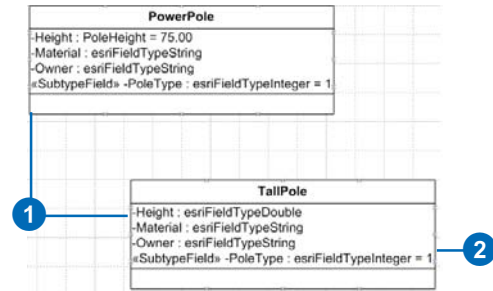 PowerPole
-Height : PoleHeight = 75.00
-Material : esriFieldTypeString
-Owner : esriFieldTypeString
«SubtypeField» -PoleType : esriFieldTypeInteger = 1
1
TallPole
-Height : esriFieldTypeDouble
-Material : esriFieldTypeString
-Owner : esriFieldTypeString
«SubtypeField» -PoleType : esriFieldTypeInteger = 1
2